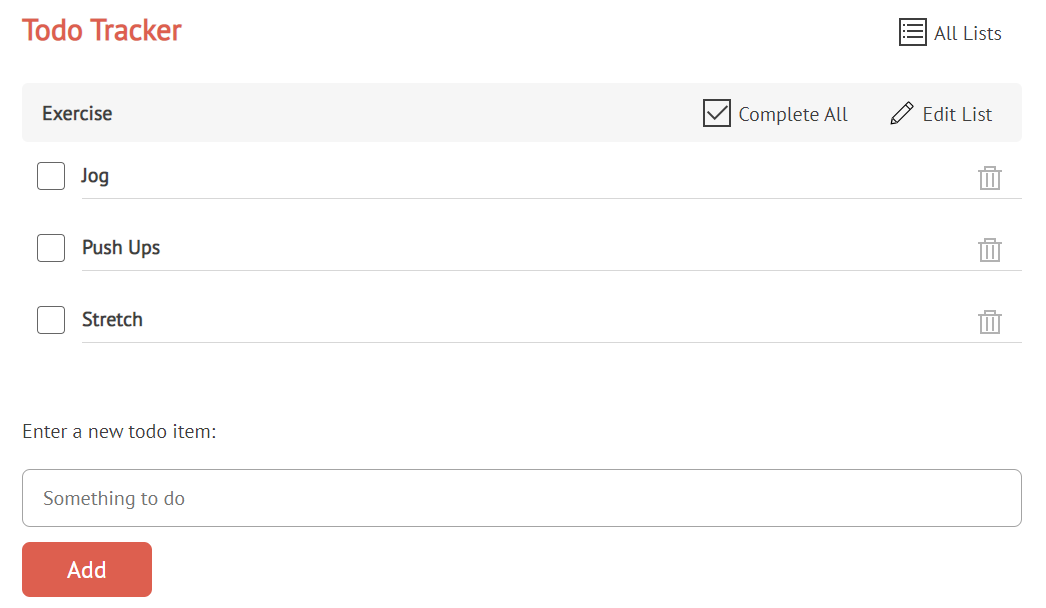 Todo Tracker
All Lists
Exercise
Complete All
Edit List
Jog
Push Ups
Stretch
Enter a new todo item:
Something to do
Add